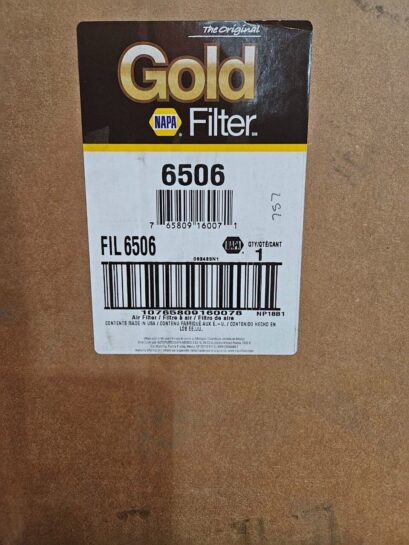 The Original
Gold
NAPA Filter™
6506
7 65809 16007 1
757
FIL 6506
NAPA QTY/QTÉ/CANT
1
10765809160078 NP1881
Air Filter / Filtre à air / Filtro de aire
CONTENTS MADE IN USA / CONTENU FABRIQUÉ AUX É.-U. / CONTENIDO HECHO EN
LOS EE.UU.